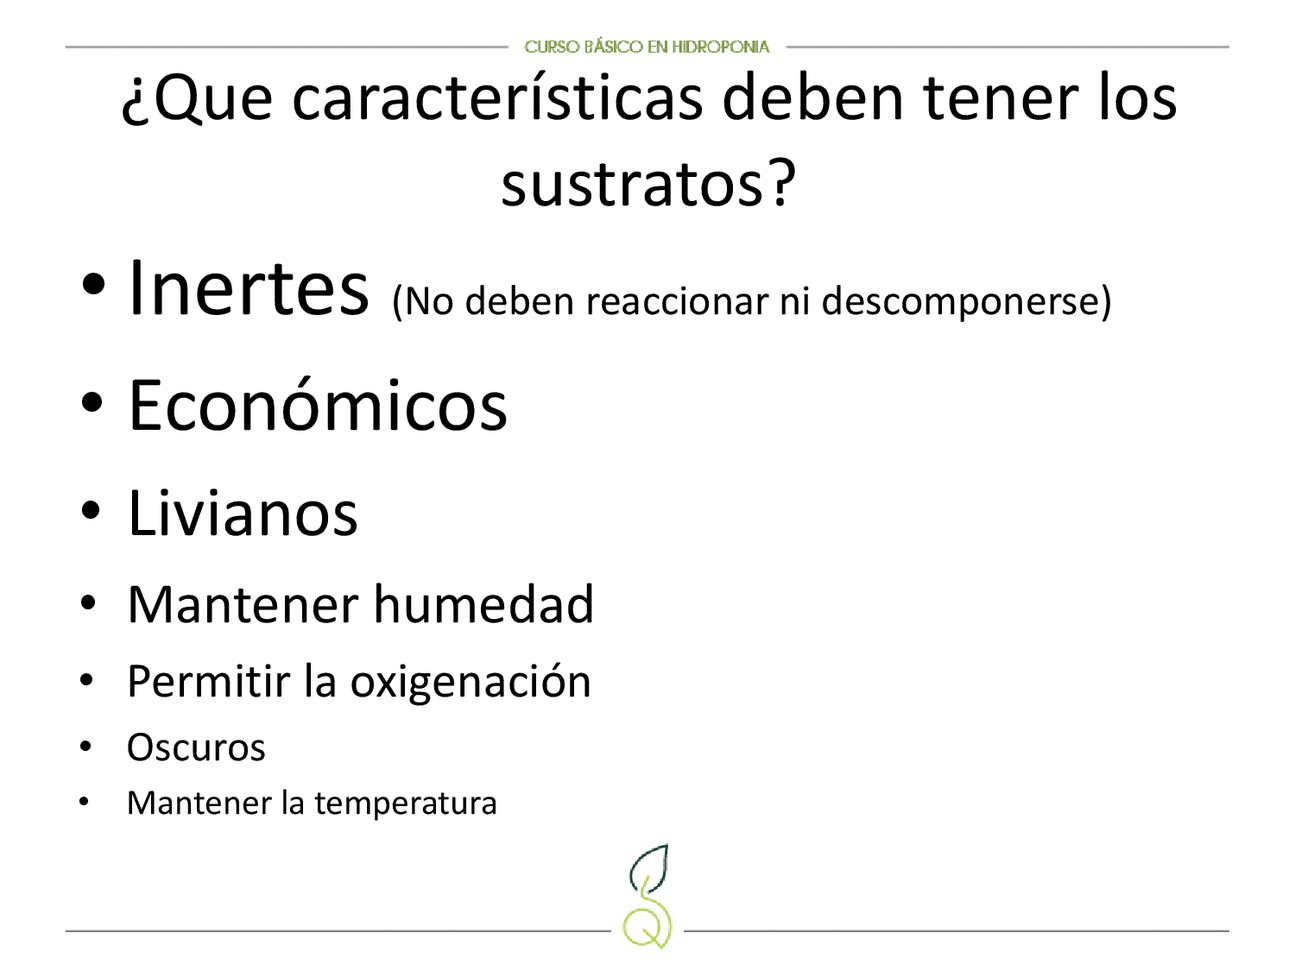 CURSO BÁSICO EN HIDROPONIA
¿Que características deben tener los
sustratos?
• Inertes (No deben reaccionar ni descomponerse)
• Económicos
• Livianos
• Mantener humedad
• Permitir la oxigenación
• Oscuros
• Mantener la temperatura